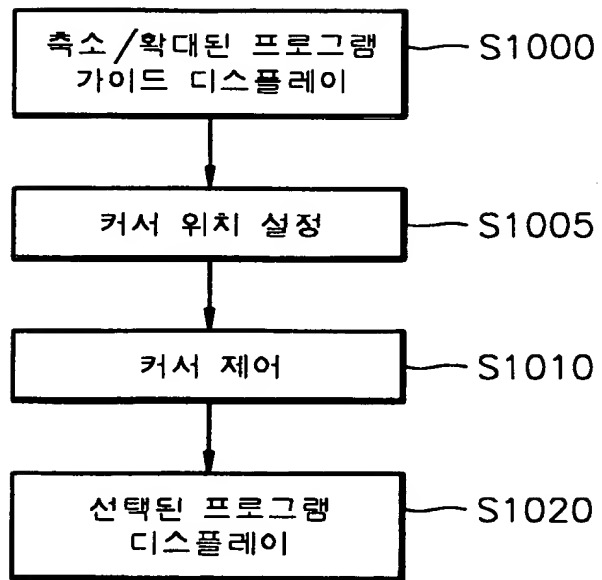 축소/확대된 프로그램
가이드 디스플레이
S1000
커서 위치 설정
S1005
커서 제어
S1010
선택된 프로그램
디스플레이
S1020